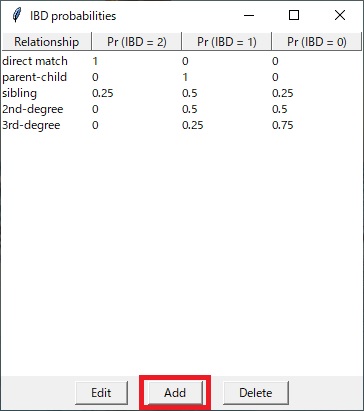 IBD probabilities
Relationship Pr (IBD = 2) Pr (IBD = 1) Pr (IBD = 0)
direct match 1 0 0
parent-child 0 1 0
sibling 0.25 0.5 0.25
2nd-degree 0 0.5 0.5
3rd-degree 0 0.25 0.75
Edit Add Delete